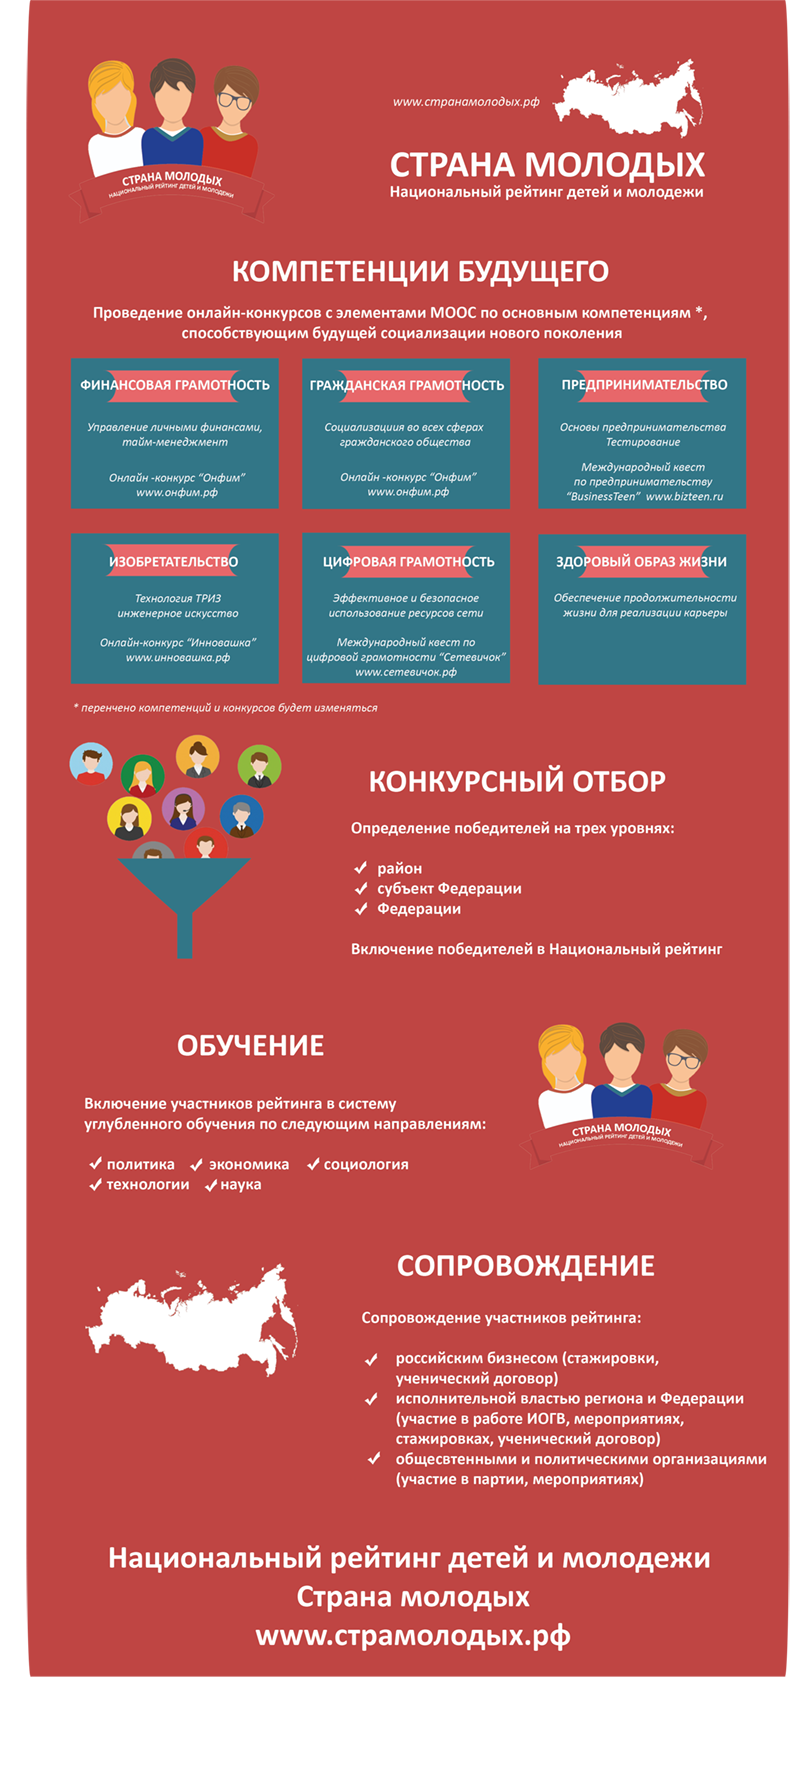 СТРАНА МОЛОДЫХ
НАЦИОНАЛЬНЫЙ РЕЙТИНГ ДЕТЕЙ И МОЛОДЕЖИ
www.странамолодых.рф
СТРАНА МОЛОДЫХ
Национальный рейтинг детей и молодежи
КОМПЕТЕНЦИИ БУДУЩЕГО
Проведение онлайн-конкурсов с элементами МООС по основным компетенциям *,
способствующим будущей социализации нового поколения
ФИНАНСОВАЯ ГРАМОТНОСТЬ
Управление личными финансами,
тайм-менеджмент
Онлайн -конкурс “Онфим”
www.онфим.рф
ГРАЖДАНСКАЯ ГРАМОТНОСТЬ
Социализациия во всех сферах
гражданского общества
Онлайн -конкурс “Онфим”
www.онфим.рф
ПРЕДПРИНИМАТЕЛЬСТВО
Основы предпринимательства
Тестирование
Международный квест
по предпринимательству
“BusinessTeen” www.bizteen.ru
ИЗОБРЕТАТЕЛЬСТВО
Технология ТРИЗ
инженерное искусство
Онлайн-конкурс “Инновашка”
www.инновашка.рф
ЦИФРОВАЯ ГРАМОТНОСТЬ
Эффективное и безопасное
использование ресурсов сети
Международный квест по
цифровой грамотности “Сетевичок”
www.сетевичок.рф
ЗДОРОВЫЙ ОБРАЗ ЖИЗНИ
Обеспечение продолжительности
жизни для реализации карьеры
* перенчено компетенций и конкурсов будет изменяться
КОНКУРСНЫЙ ОТБОР
Определение победителей на трех уровнях:
район
субъект Федерации
Федерации
Включение победителей в Национальный рейтинг
ОБУЧЕНИЕ
Включение участников рейтинга в систему
углубленного обучения по следующим направлениям:
политика экономика социология
технологии наука
СТРАНА МОЛОДЫХ
НАЦИОНАЛЬНЫЙ РЕЙТИНГ ДЕТЕЙ И МОЛОДЕЖИ
СОПРОВОЖДЕНИЕ
Сопровождение участников рейтинга:
российским бизнесом (стажировки,
ученический договор)
исполнительной властью региона и Федерации
(участие в работе ИОГВ, мероприятиях,
стажировках, ученический договор)
общесвтенными и политическими организациями
(участие в партии, мероприятиях)
Национальный рейтинг детей и молодежи
Страна молодых
www.страмолодых.рф